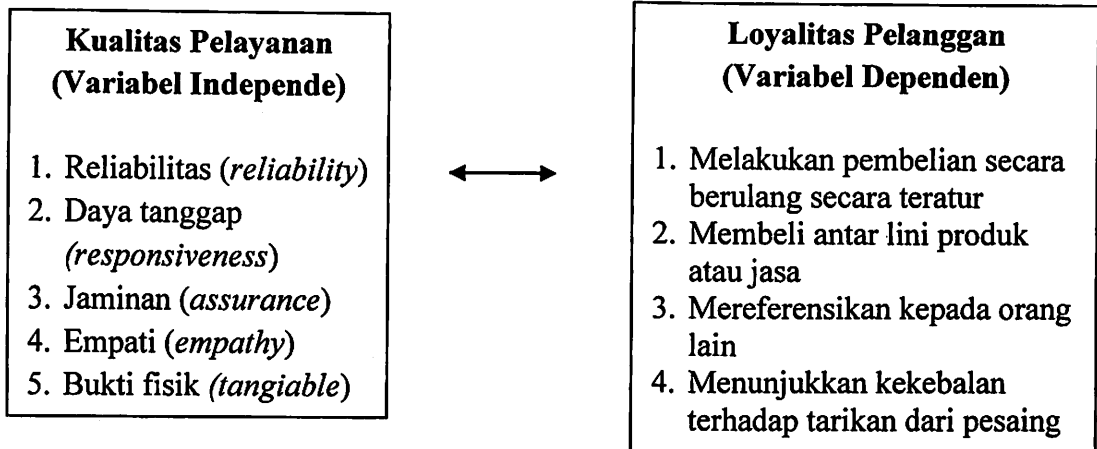 Kualitas Pelayanan
(Variabel Independe)
1. Reliabilitas (reliability)
2. Daya tanggap
(responsiveness)
3. Jaminan (assurance)
4. Empati (empathy)
5. Bukti fisik (tangiable)
Loyalitas Pelanggan
(Variabel Dependen)
1. Melakukan pembelian secara
berulang secara teratur
2. Membeli antar lini produk
atau jasa
3. Mereferensikan kepada orang
lain
4. Menunjukkan kekebalan
terhadap tarikan dari pesaing